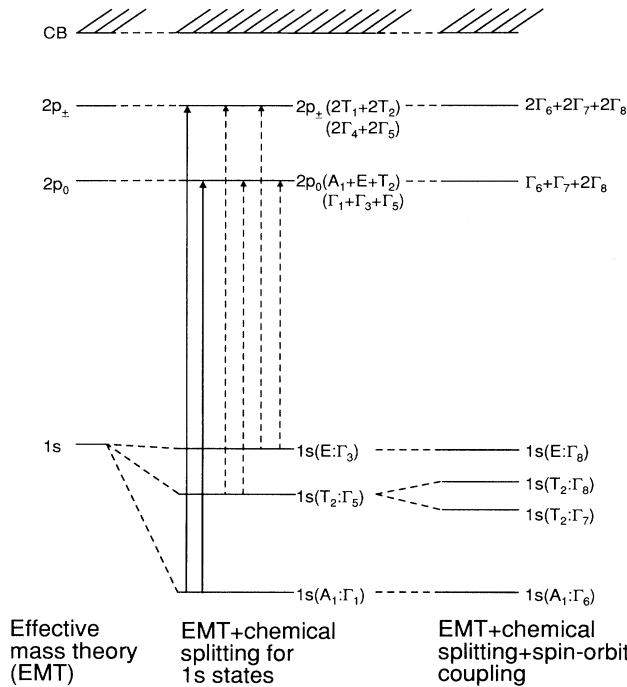 CB
2p± 2p±(2T₁+2T₂) 2Γ₆+2Γ₇+2Γ₈
(2Γ₄+2Γ₅)
2p₀ 2p₀(A₁+E+T₂) Γ₆+Γ₇+2Γ₈
(Γ₁+Γ₃+Γ₅)
1s 1s(E:Γ₃) 1s(E:Γ₈)
1s(T₂:Γ₈)
1s(T₂:Γ₅)
1s(T₂:Γ₇)
1s(A₁:Γ₁) 1s(A₁:Γ₆)
Effective
mass theory
(EMT)
EMT+chemical
splitting for
1s states
EMT+chemical
splitting+spin-orbit
coupling